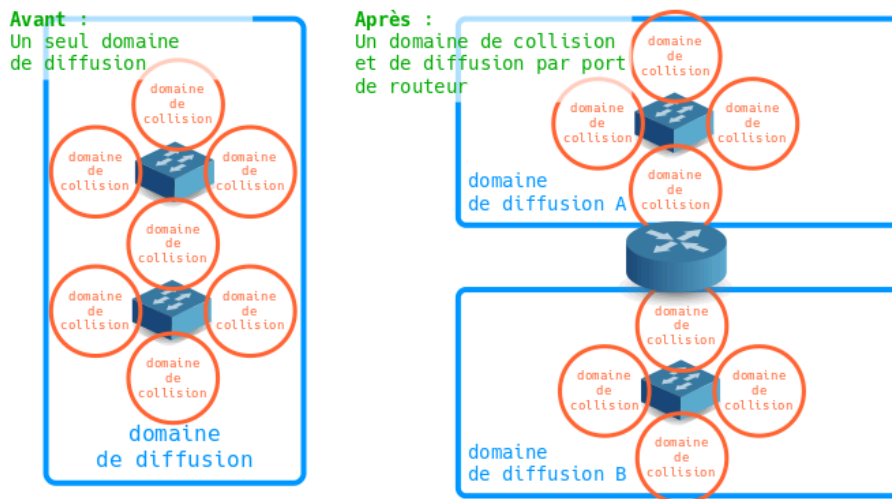 Avant :
Un seul domaine
de diffusion
domaine
de
collision
domaine
de
collision
domaine
de
collision
domaine
de
collision
domaine
de
collision
domaine
de
collision
domaine
de
collision
domaine
de diffusion
Après :
Un domaine de collision
et de diffusion par port
de routeur
domaine
de
collision
domaine
de
collision
domaine
de
collision
domaine
de
collision
domaine
de diffusion A
domaine
de
collision
domaine
de
collision
domaine
de
collision
domaine
de
collision
domaine
de diffusion B